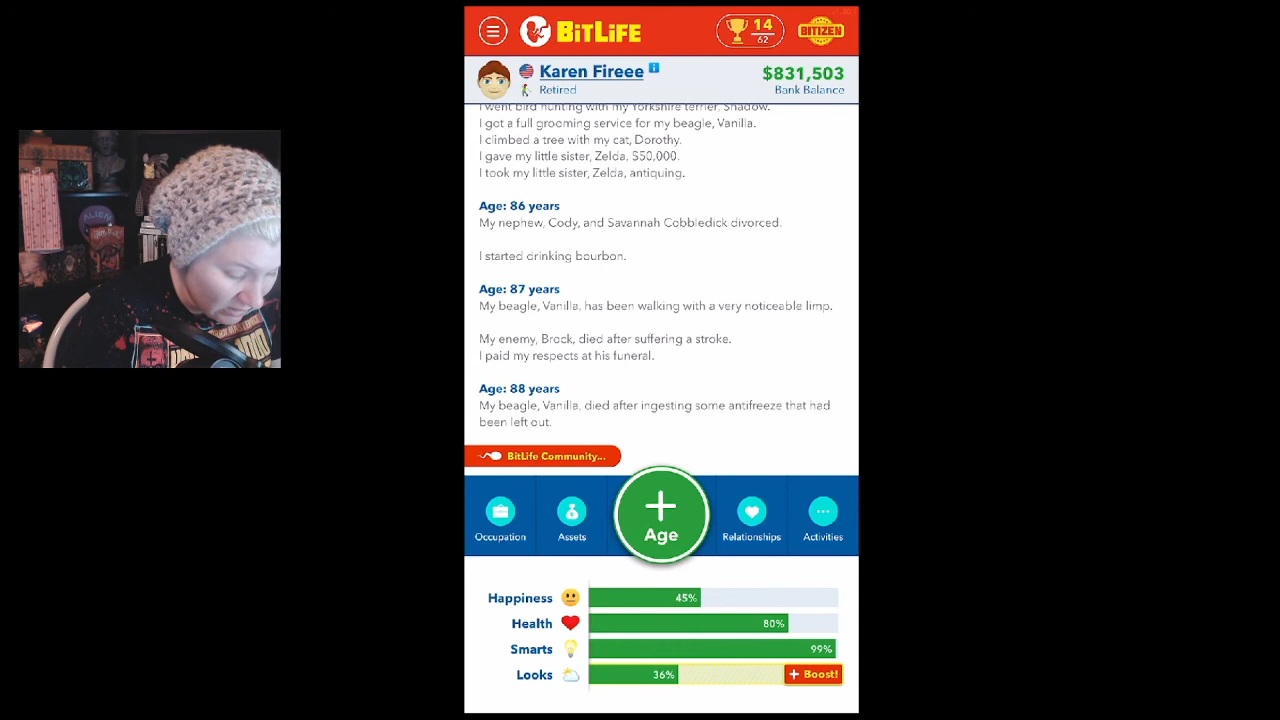 BiTLiFE
14
62
BITIZEN
Karen Fireee
$831,503
Retired
Bank Balance
I went bird hunting with my Yorkshire terrier, Shadow.
I got a full grooming service for my beagle, Vanilla.
I climbed a tree with my cat, Dorothy.
I gave my little sister, Zelda, $50,000.
I took my little sister, Zelda, antiquing.
Age: 86 years
My nephew, Cody, and Savannah Cobbledick divorced.
I started drinking bourbon.
Age: 87 years
My beagle, Vanilla, has been walking with a very noticeable limp.
My enemy, Brock, died after suffering a stroke.
I paid my respects at his funeral.
Age: 88 years
My beagle, Vanilla, died after ingesting some antifreeze that had
been left out.
BitLife Community...
Occupation
Assets
+
Age
Relationships
Activities
Happiness
45%
Health
80%
Smarts
99%
Looks
36%
+ Boost!
ALIEN